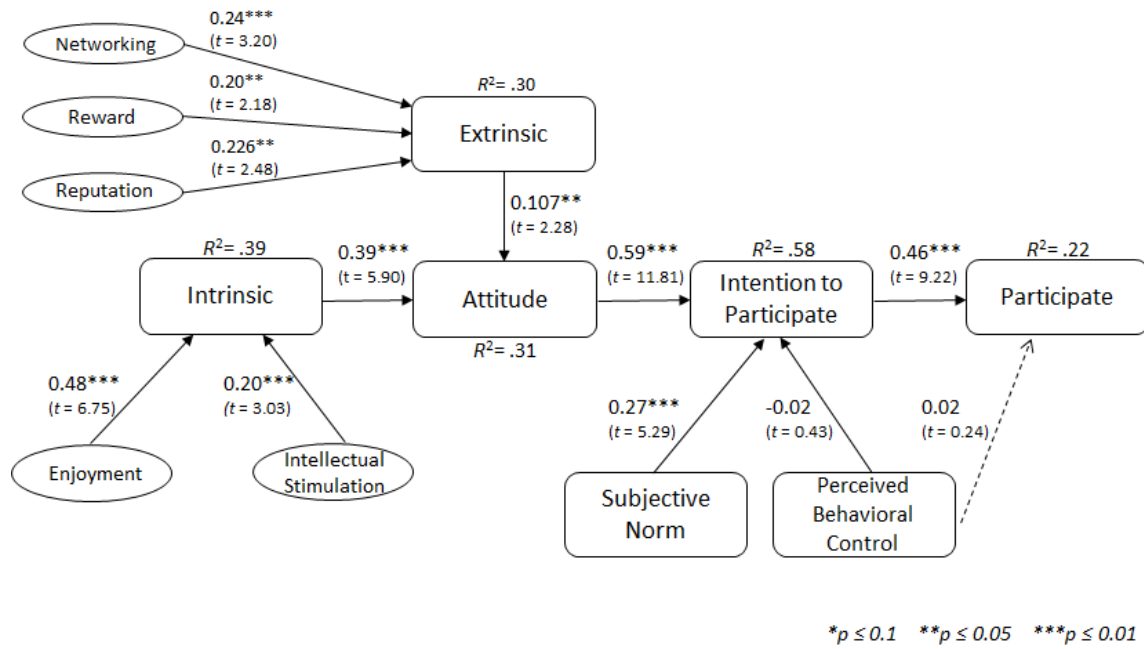 0.24***
(t = 3.20)
Networking
0.20**
(t = 2.18)
Reward
0.226**
(t = 2.48)
Reputation
R²= .30
Extrinsic
0.107**
(t = 2.28)
R²= .39
Intrinsic
0.39***
(t = 5.90)
Attitude
R²= .31
0.59***
(t = 11.81)
R²= .58
Intention to
Participate
0.46***
(t = 9.22)
R²= .22
Participate
0.48***
(t = 6.75)
0.20***
(t = 3.03)
Enjoyment
Intellectual
Stimulation
0.27***
(t = 5.29)
-0.02
(t = 0.43)
0.02
(t = 0.24)
Subjective
Norm
Perceived
Behavioral
Control
*p ≤ 0.1 **p ≤ 0.05 ***p ≤ 0.01